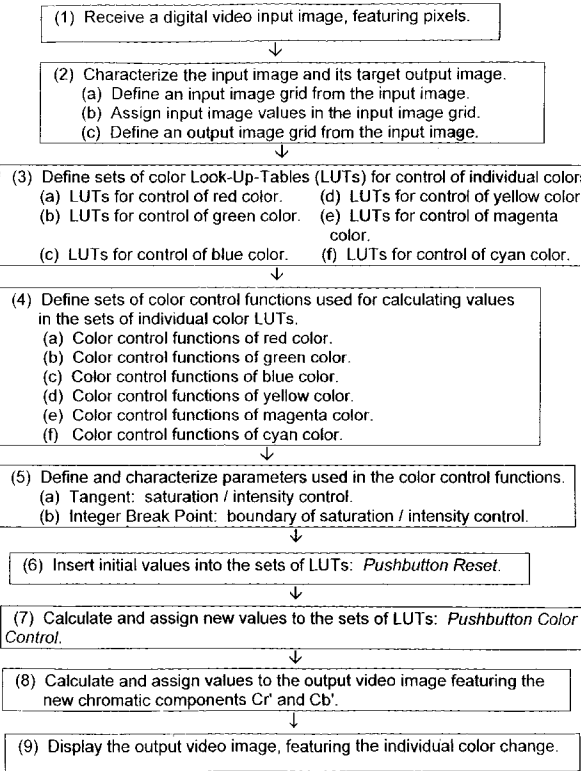 (1) Receive a digital video input image, featuring pixels.
↓
(2) Characterize the input image and its target output image.
(a) Define an input image grid from the input image.
(b) Assign input image values in the input image grid.
(c) Define an output image grid from the input image.
↓
(3) Define sets of color Look-Up-Tables (LUTs) for control of individual colors
(a) LUTs for control of red color. (d) LUTs for control of yellow color
(b) LUTs for control of green color. (e) LUTs for control of magenta
color.
(c) LUTs for control of blue color. (f) LUTs for control of cyan color.
↓
(4) Define sets of color control functions used for calculating values
in the sets of individual color LUTs.
(a) Color control functions of red color.
(b) Color control functions of green color.
(c) Color control functions of blue color.
(d) Color control functions of yellow color.
(e) Color control functions of magenta color.
(f) Color control functions of cyan color.
↓
(5) Define and characterize parameters used in the color control functions.
(a) Tangent: saturation / intensity control.
(b) Integer Break Point: boundary of saturation / intensity control.
↓
(6) Insert initial values into the sets of LUTs: Pushbutton Reset.
↓
(7) Calculate and assign new values to the sets of LUTs: Pushbutton Color
Control.
↓
(8) Calculate and assign values to the output video image featuring the
new chromatic components Cr' and Cb'.
↓
(9) Display the output video image, featuring the individual color change.